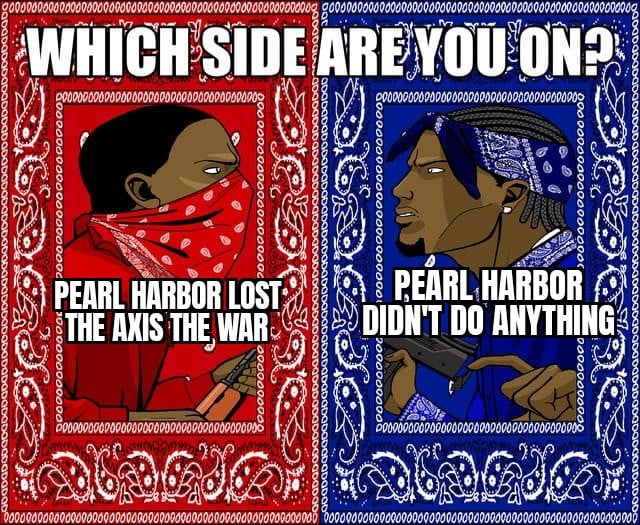 WHICH SIDE ARE YOU ON?
PEARL HARBOR LOST
THE AXIS THE WAR
PEARL HARBOR
DIDN'T DO ANYTHING